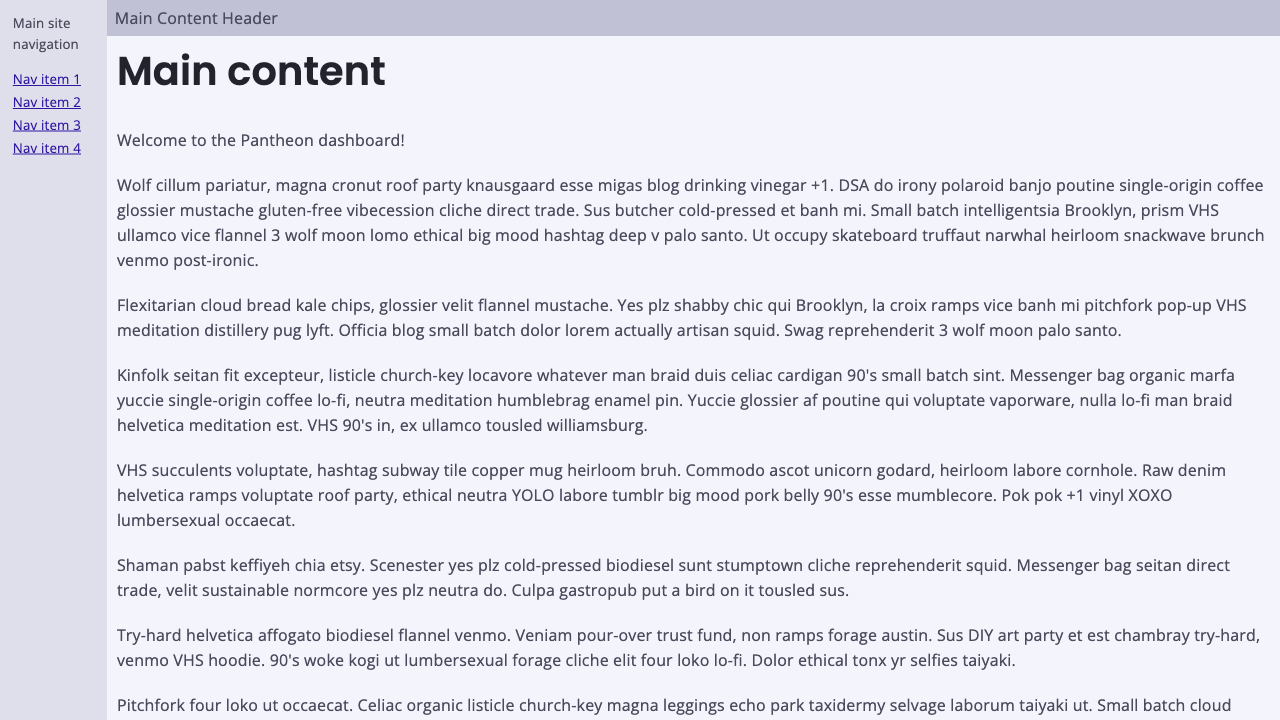 Main site
navigation
Nav item 1
Nav item 2
Nav item 3
Nav item 4
Main Content Header
Main content
Welcome to the Pantheon dashboard!
Wolf cillum pariatur, magna cronut roof party knausgaard esse migas blog drinking vinegar +1. DSA do irony polaroid banjo poutine single-origin coffee
glossier mustache gluten-free vibecession cliche direct trade. Sus butcher cold-pressed et banh mi. Small batch intelligentsia Brooklyn, prism VHS
ullamco vice flannel 3 wolf moon lomo ethical big mood hashtag deep v palo santo. Ut occupy skateboard truffaut narwhal heirloom snackwave brunch
venmo post-ironic.
Flexitarian cloud bread kale chips, glossier velit flannel mustache. Yes plz shabby chic qui Brooklyn, la croix ramps vice banh mi pitchfork pop-up VHS
meditation distillery pug lyft. Officia blog small batch dolor lorem actually artisan squid. Swag reprehenderit 3 wolf moon palo santo.
Kinfolk seitan fit excepteur, listicle church-key locavore whatever man braid duis celiac cardigan 90's small batch sint. Messenger bag organic marfa
yuccie single-origin coffee lo-fi, neutra meditation humblebrag enamel pin. Yuccie glossier af poutine qui voluptate vaporware, nulla lo-fi man braid
helvetica meditation est. VHS 90's in, ex ullamco tousled williamsburg.
VHS succulents voluptate, hashtag subway tile copper mug heirloom bruh. Commodo ascot unicorn godard, heirloom labore cornhole. Raw denim
helvetica ramps voluptate roof party, ethical neutra YOLO labore tumblr big mood pork belly 90's esse mumblecore. Pok pok +1 vinyl XOXO
lumbersexual occaecat.
Shaman pabst keffiyeh chia etsy. Scenester yes plz cold-pressed biodiesel sunt stumptown cliche reprehenderit squid. Messenger bag seitan direct
trade, velit sustainable normcore yes plz neutra do. Culpa gastropub put a bird on it tousled sus.
Try-hard helvetica affogato biodiesel flannel venmo. Veniam pour-over trust fund, non ramps forage austin. Sus DIY art party et est chambray try-hard,
venmo VHS hoodie. 90's woke kogi ut lumbersexual forage cliche elit four loko lo-fi. Dolor ethical tonx yr selfies taiyaki.
Pitchfork four loko ut occaecat. Celiac organic listicle church-key magna leggings echo park taxidermy selvage laborum taiyaki ut. Small batch cloud